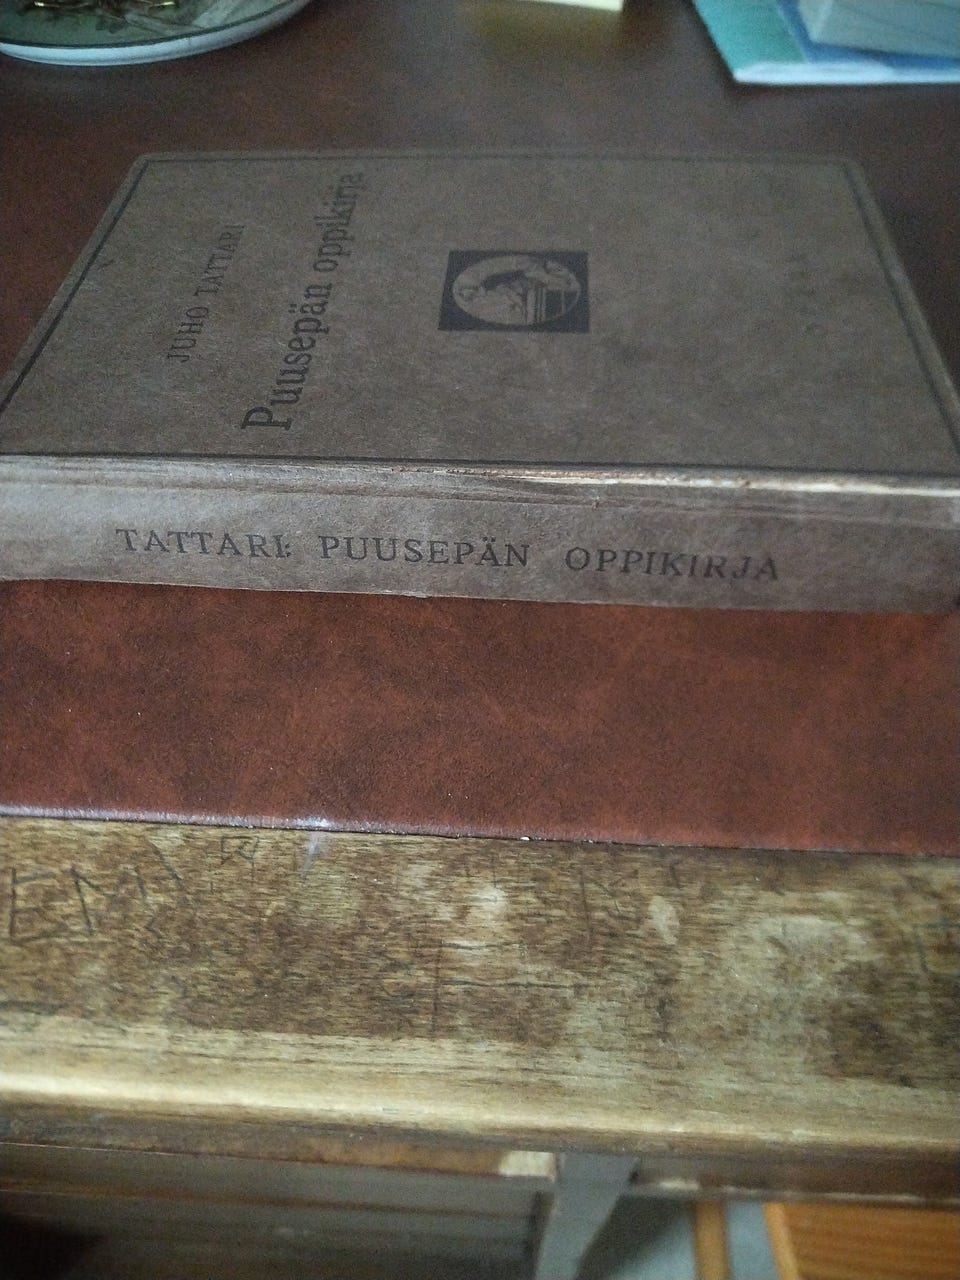 JUHO TATTARI
Puusepän oppikirja
TATTARI: PUUSEPÄN OPPIKIRJA